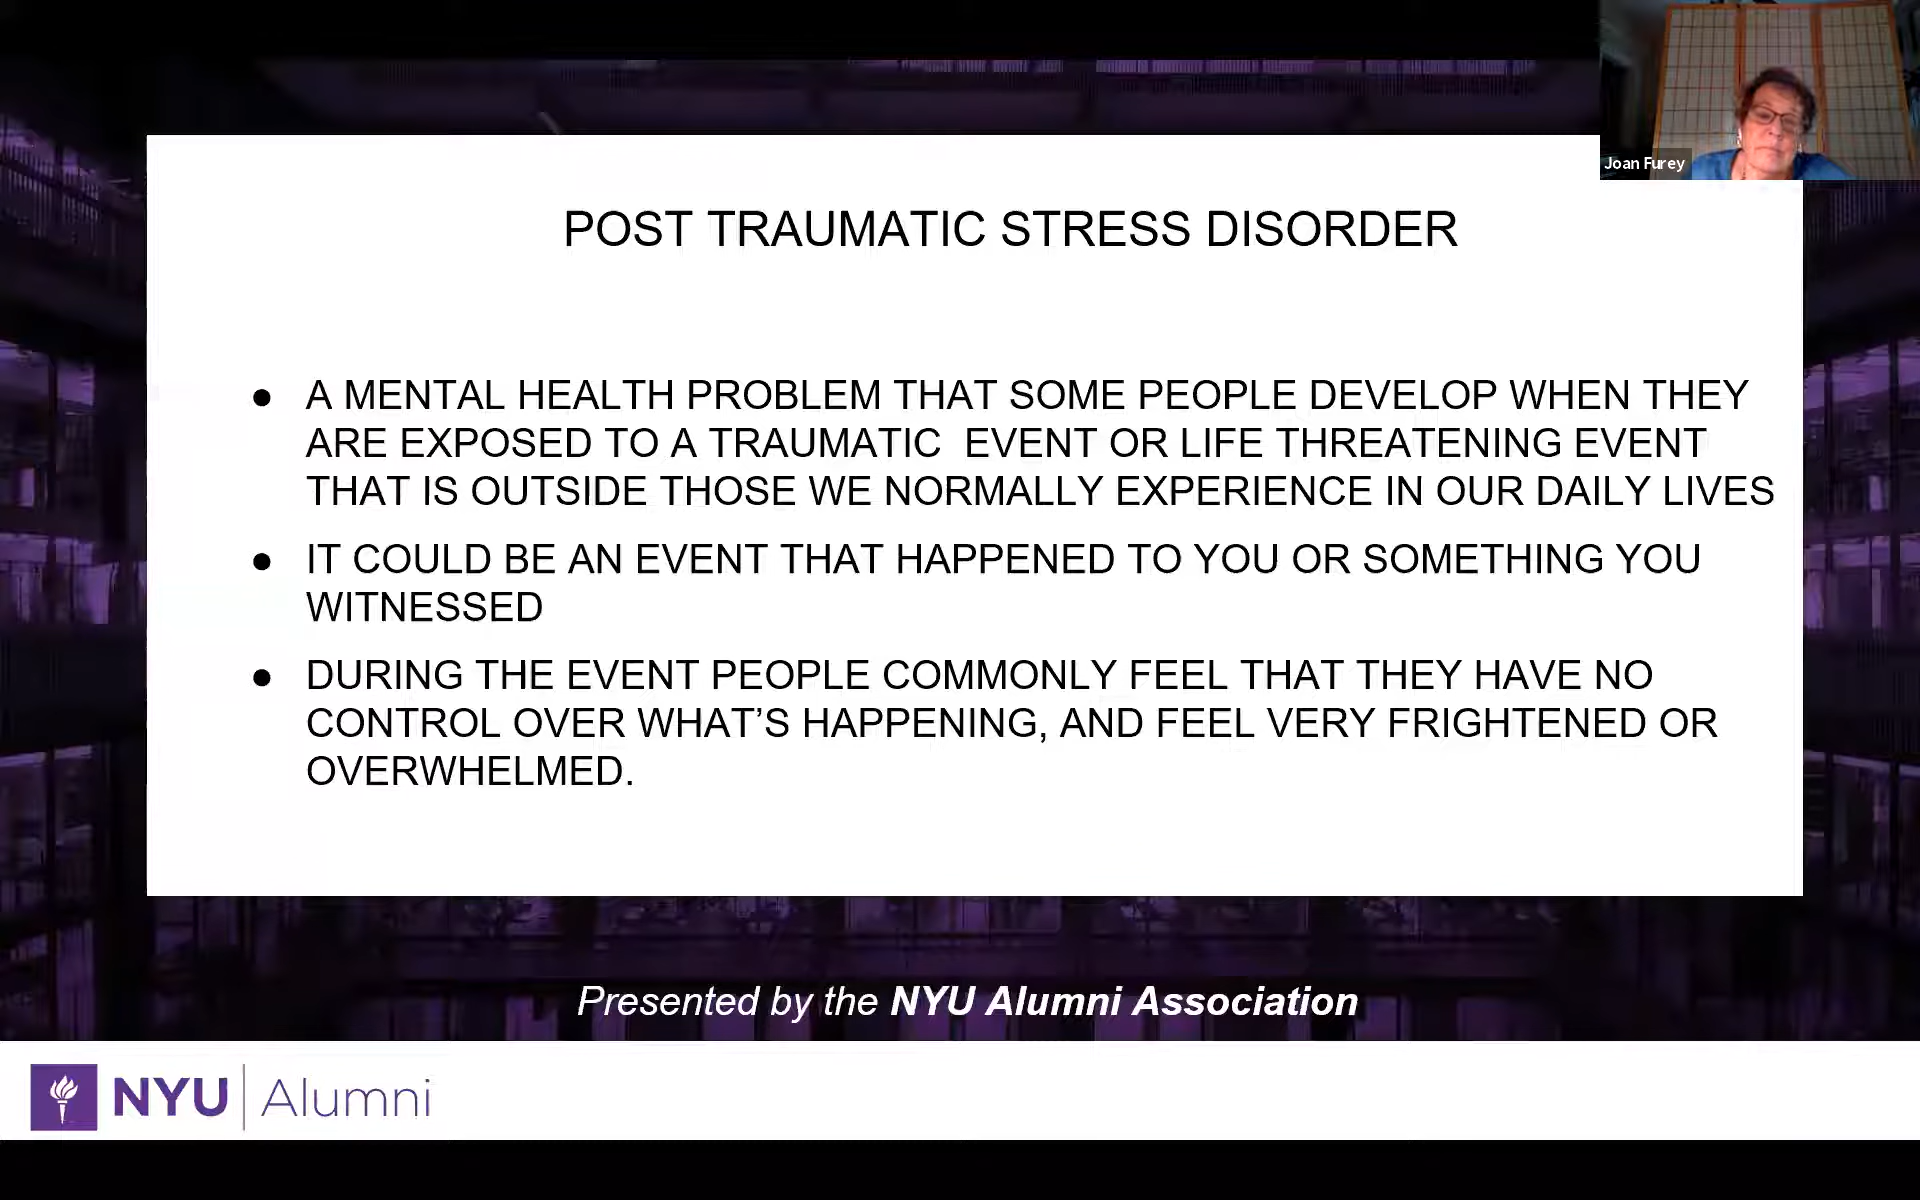 Joan Furey
POST TRAUMATIC STRESS DISORDER
● A MENTAL HEALTH PROBLEM THAT SOME PEOPLE DEVELOP WHEN THEY
ARE EXPOSED TO A TRAUMATIC  EVENT OR LIFE THREATENING EVENT
THAT IS OUTSIDE THOSE WE NORMALLY EXPERIENCE IN OUR DAILY LIVES
● IT COULD BE AN EVENT THAT HAPPENED TO YOU OR SOMETHING YOU
WITNESSED
● DURING THE EVENT PEOPLE COMMONLY FEEL THAT THEY HAVE NO
CONTROL OVER WHAT’S HAPPENING, AND FEEL VERY FRIGHTENED OR
OVERWHELMED.
Presented by the NYU Alumni Association
NYU | Alumni